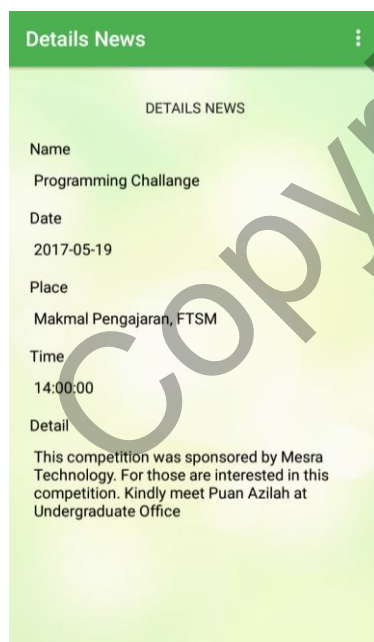 Details News
DETAILS NEWS
Name
Programming Challange
Date
2017-05-19
Place
Makmal Pengajaran, FTSM
Time
14:00:00
Detail
This competition was sponsored by Mesra
Technology. For those are interested in this
competition. Kindly meet Puan Azilah at
Undergraduate Office
Copy